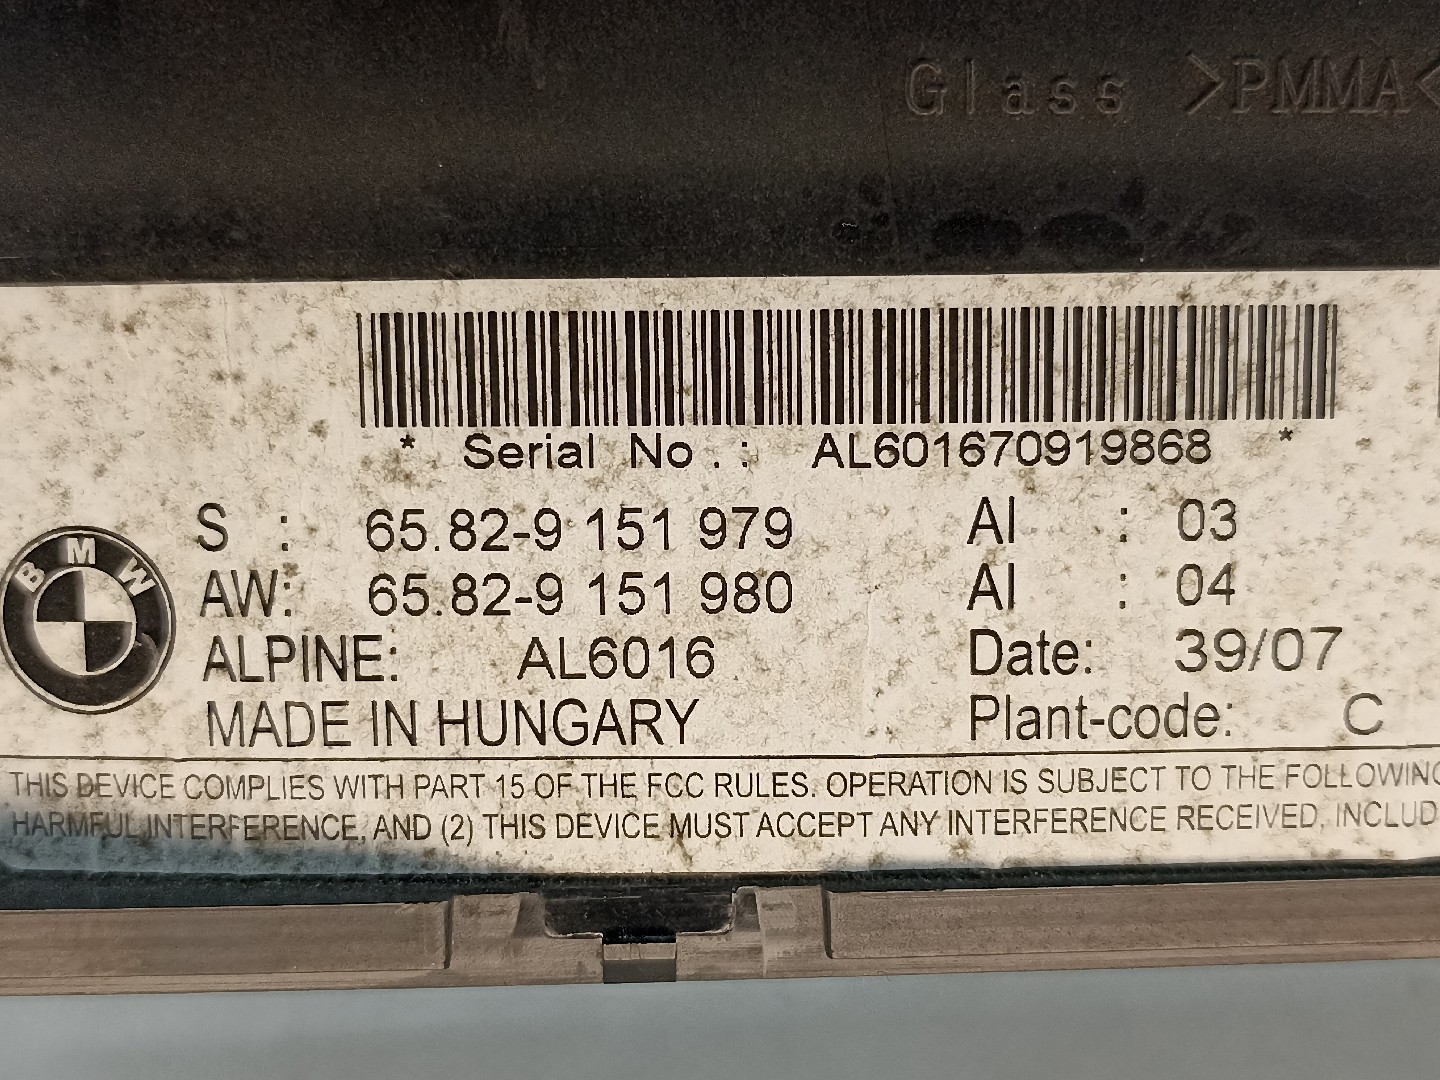 Glass >PMMA<
* Serial No.: AL601670919868 *
S : 65.82-9 151 979 AI : 03
AW: 65.82-9 151 980 AI : 04
BMW
ALPINE: AL6016 Date: 39/07
MADE IN HUNGARY Plant-code: C
THIS DEVICE COMPLIES WITH PART 15 OF THE FCC RULES. OPERATION IS SUBJECT TO THE FOLLOWING
HARMFUL INTERFERENCE, AND (2) THIS DEVICE MUST ACCEPT ANY INTERFERENCE RECEIVED, INCLUD